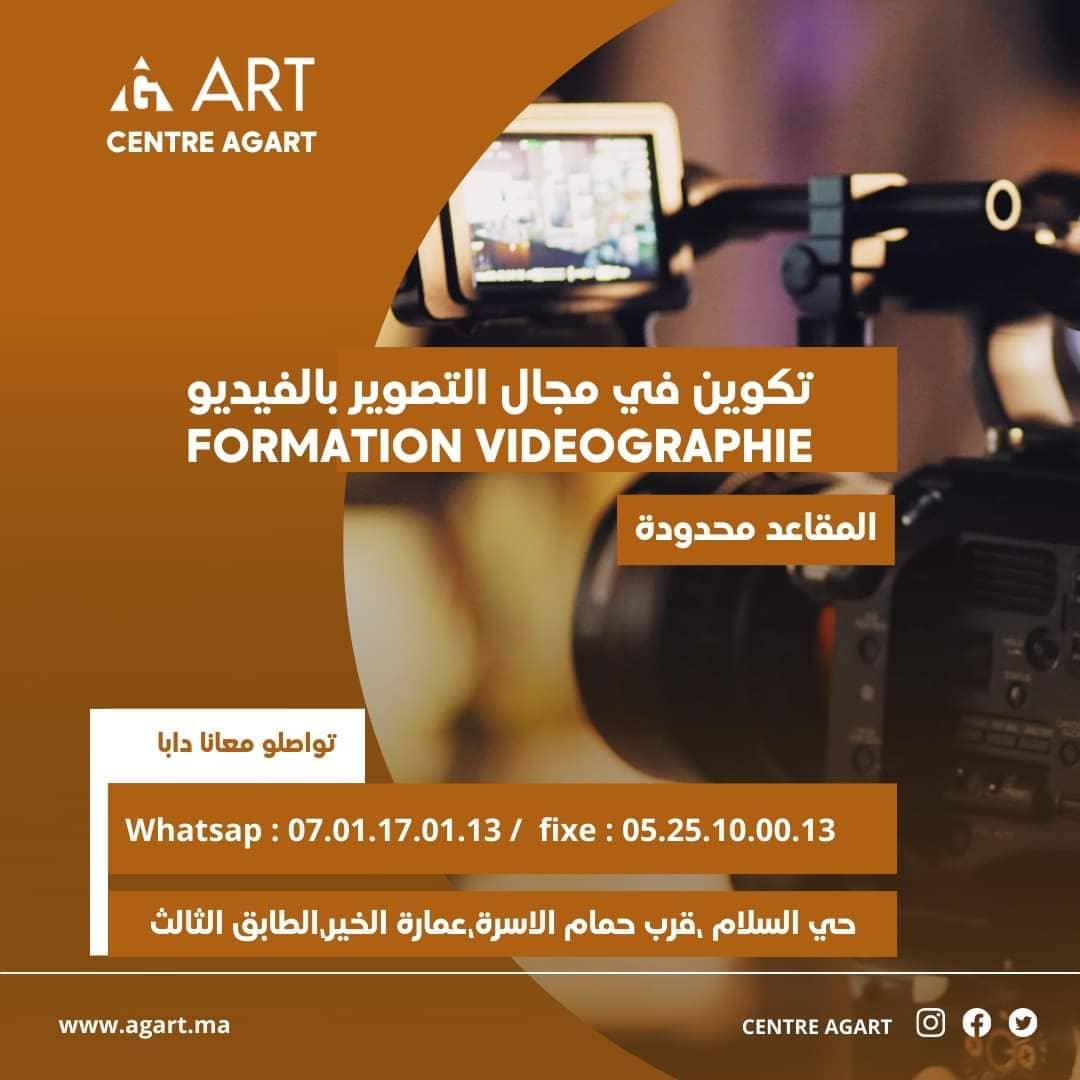 AG ART
CENTRE AGART
تكوين في مجال التصوير بالفيديو
FORMATION VIDEOGRAPHIE
المقاعد محدودة
تواصلو معانا دابا
Whatsap : 07.01.17.01.13 / fixe : 05.25.10.00.13
حي السلام ,قرب حمام الاسرة,عمارة الخير,الطابق الثالث
www.agart.ma
CENTRE AGART